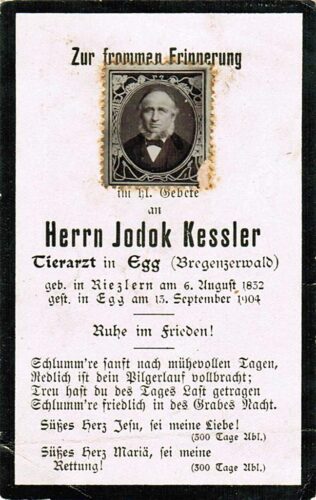 Zur frommen Erinnerung
im hl. Gebete
an
Herrn Jodok Kessler
Tierarzt in Egg (Bregenzerwald)
geb. in Riezlern am 6. August 1832
gest. in Egg am 13. September 1904
Ruhe im Frieden!
Schlumm're sanft nach mühevollen Tagen,
Redlich ist dein Pilgerlauf vollbracht;
Treu hast du des Tages Last getragen
Schlumm're friedlich in des Grabes Nacht.
Süßes Herz Jesu, sei meine Liebe!
(300 Tage Abl.)
Süßes Herz Mariä, sei meine
Rettung!
(300 Tage Abl.)